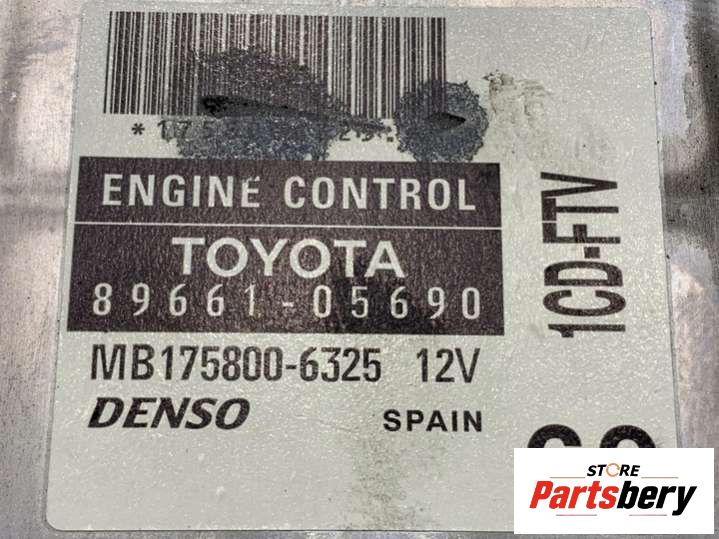 ENGINE CONTROL
TOYOTA
89661-05690
MB175800-6325 12V
DENSO SPAIN
1CD-FTV
STORE
Partsbery